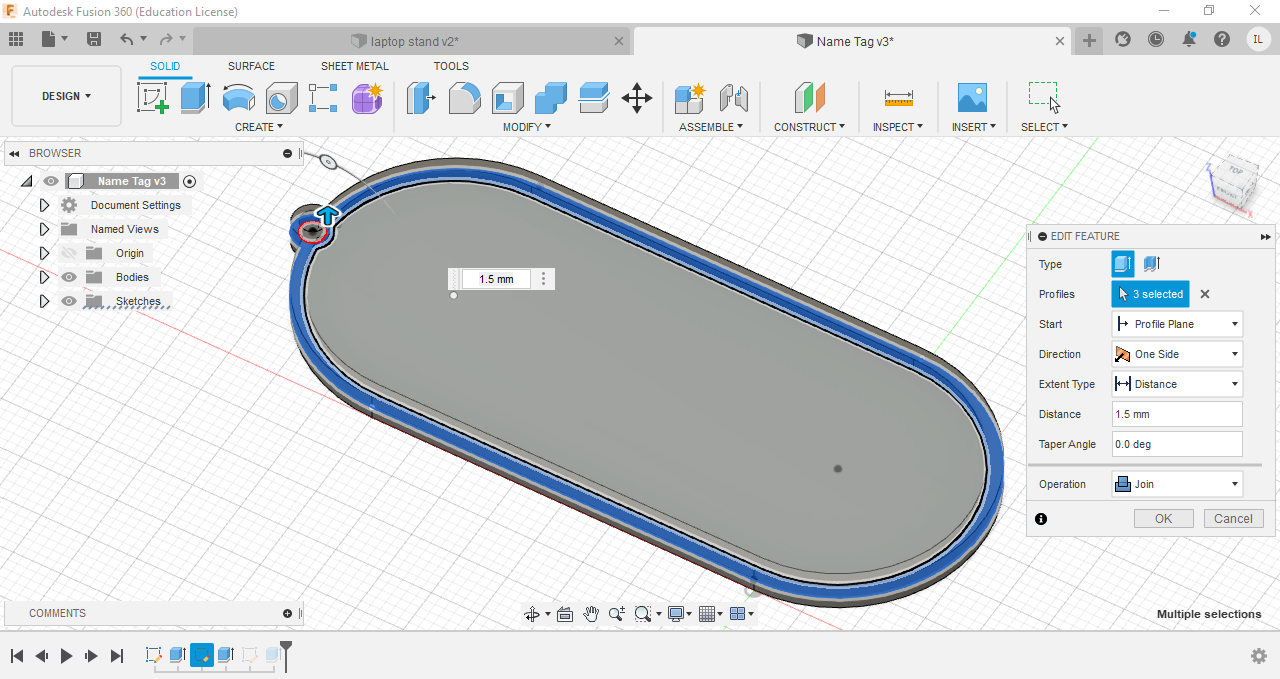 Autodesk Fusion 360 (Education License)
laptop stand v2*
Name Tag v3*
IL
DESIGN
SOLID
SURFACE
SHEET METAL
TOOLS
CREATE
MODIFY
ASSEMBLE
CONSTRUCT
INSPECT
INSERT
SELECT
BROWSER
Name Tag v3
Document Settings
Named Views
Origin
Bodies
Sketches
1.5 mm
TOP
FRONT
Z
X
EDIT FEATURE
Type
Profiles 3 selected
Start Profile Plane
Direction One Side
Extent Type Distance
Distance 1.5 mm
Taper Angle 0.0 deg
Operation Join
OK Cancel
COMMENTS
Multiple selections